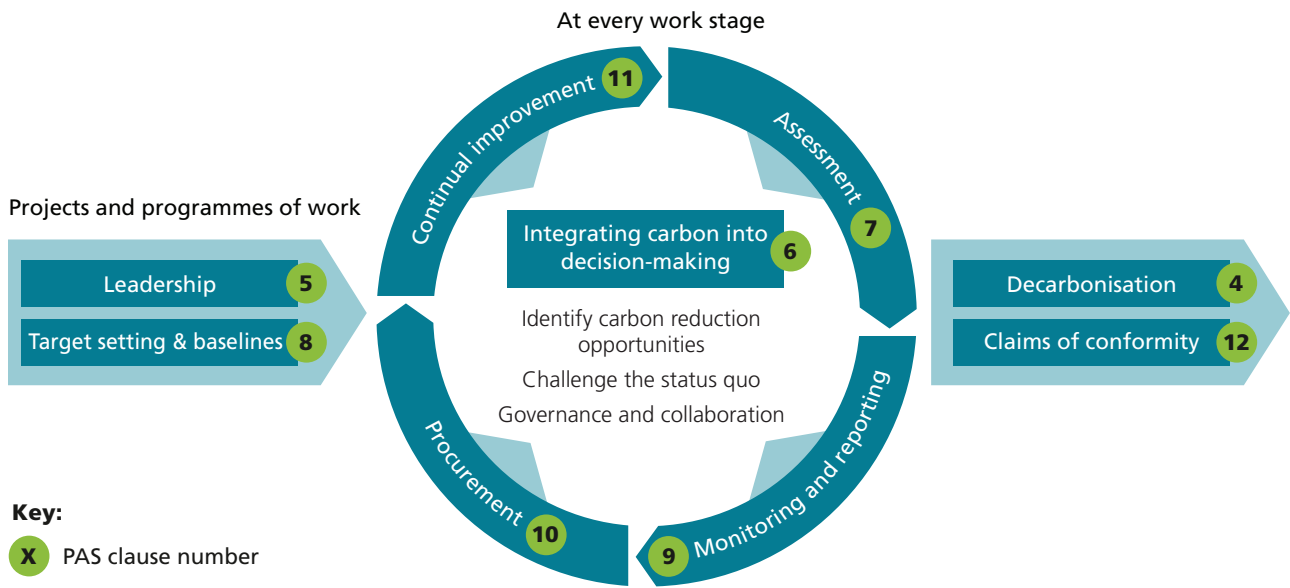 At every work stage
Continual improvement 11
Assessment 7
Projects and programmes of work
Leadership 5
Target setting & baselines 8
Integrating carbon into
decision-making 6
Identify carbon reduction
opportunities
Challenge the status quo
Governance and collaboration
Decarbonisation 4
Claims of conformity 12
Procurement 10
Monitoring and reporting 9
Key:
X PAS clause number